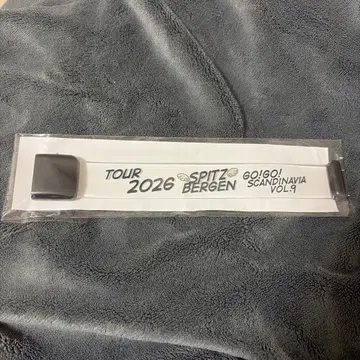 TOUR
2026
SPITZ
BERGEN
GO!GO!
SCANDINAVIA
VOL.9